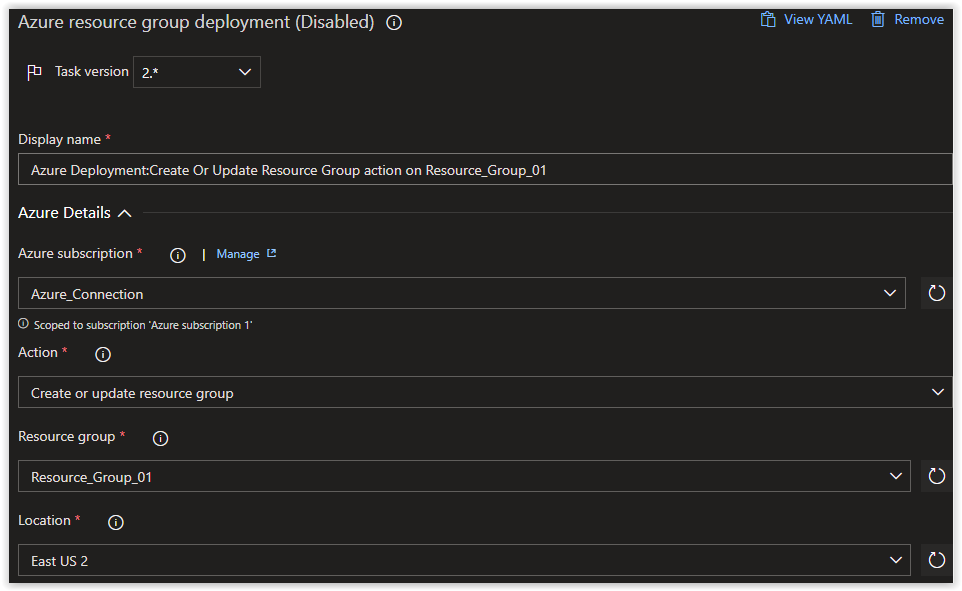 Azure resource group deployment (Disabled)
View YAML
Remove
Task version
2.*
Display name *
Azure Deployment:Create Or Update Resource Group action on Resource_Group_01
Azure Details
Azure subscription *
| Manage
Azure_Connection
Scoped to subscription 'Azure subscription 1'
Action *
Create or update resource group
Resource group *
Resource_Group_01
Location *
East US 2